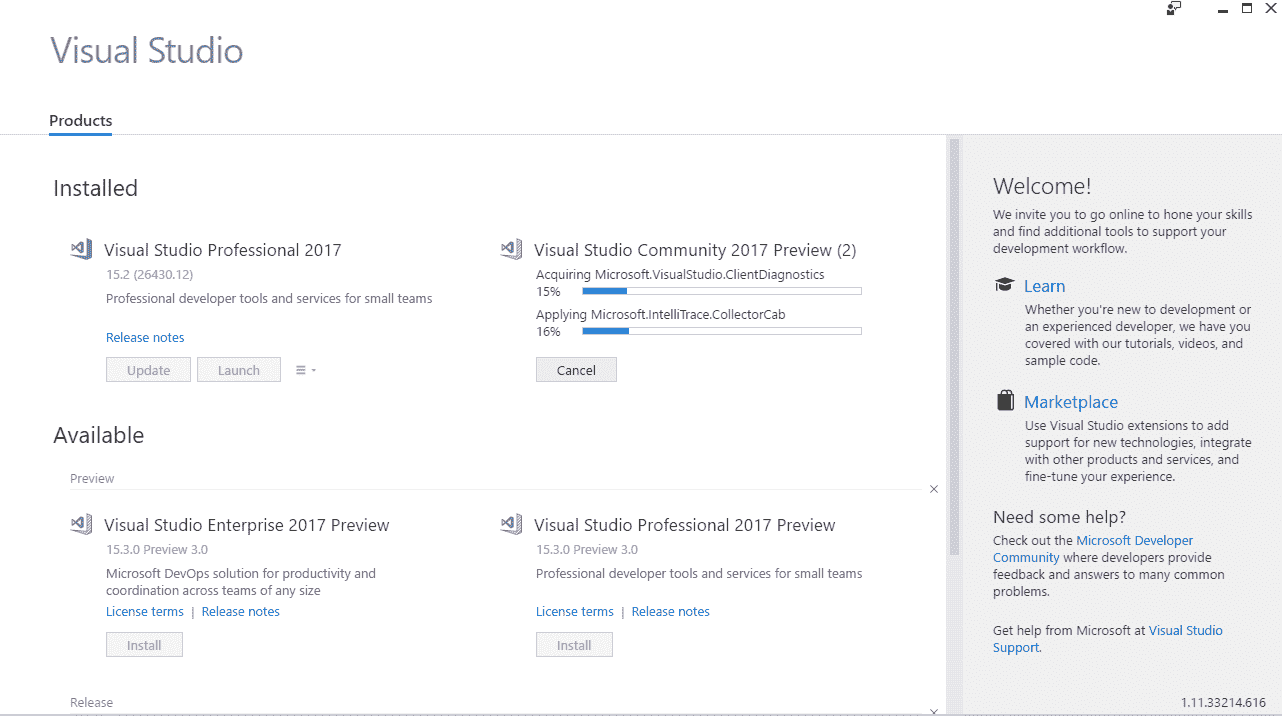 Visual Studio
Products
Installed
Visual Studio Professional 2017
15.2 (26430.12)
Professional developer tools and services for small teams
Release notes
Update
Launch
Visual Studio Community 2017 Preview (2)
Acquiring Microsoft.VisualStudio.ClientDiagnostics
15%
Applying Microsoft.IntelliTrace.CollectorCab
16%
Cancel
Available
Preview
Visual Studio Enterprise 2017 Preview
15.3.0 Preview 3.0
Microsoft DevOps solution for productivity and
coordination across teams of any size
License terms | Release notes
Install
Visual Studio Professional 2017 Preview
15.3.0 Preview 3.0
Professional developer tools and services for small teams
License terms | Release notes
Install
Release
Welcome!
We invite you to go online to hone your skills
and find additional tools to support your
development workflow.
Learn
Whether you're new to development or
an experienced developer, we have you
covered with our tutorials, videos, and
sample code.
Marketplace
Use Visual Studio extensions to add
support for new technologies, integrate
with other products and services, and
fine-tune your experience.
Need some help?
Check out the Microsoft Developer
Community where developers provide
feedback and answers to many common
problems.
Get help from Microsoft at Visual Studio
Support.
1.11.33214.616